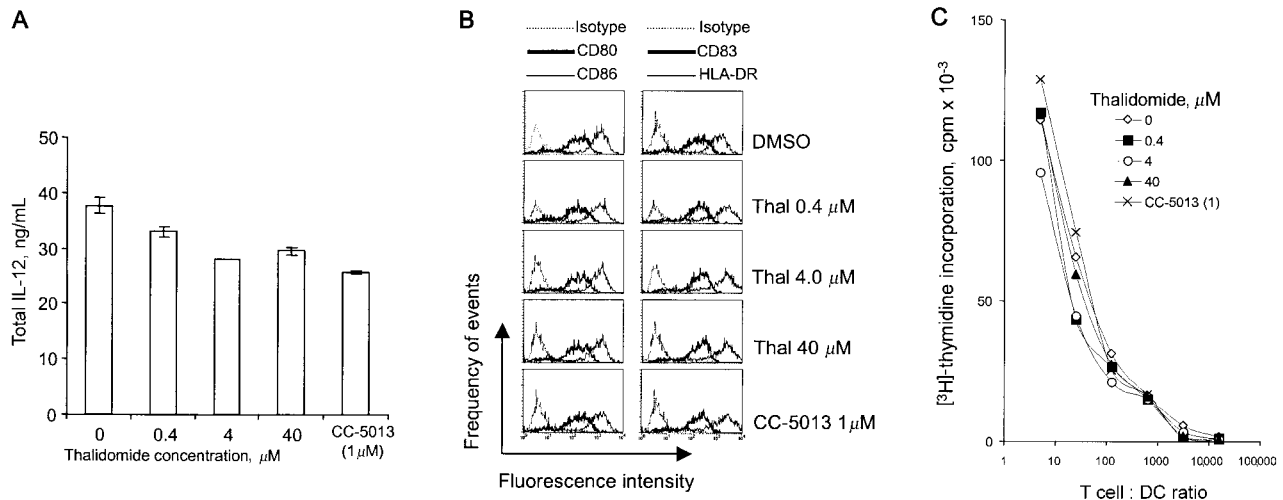 A
Total IL-12, ng/mL
50
40
30
20
10
0
0 0.4 4 40 CC-5013
(1μM)
Thalidomide concentration, μM
B
Isotype Isotype
CD80 CD83
CD86 HLA-DR
DMSO
Thal 0.4 μM
Thal 4.0 μM
Thal 40 μM
CC-5013 1μM
Frequency of events
Fluorescence intensity
C
[³H]-thymidine incorporation, cpm x 10⁻³
150
100
50
0
Thalidomide, μM
0
0.4
4
40
CC-5013 (1)
1 10 100 1000 10,000 100,000
T cell : DC ratio